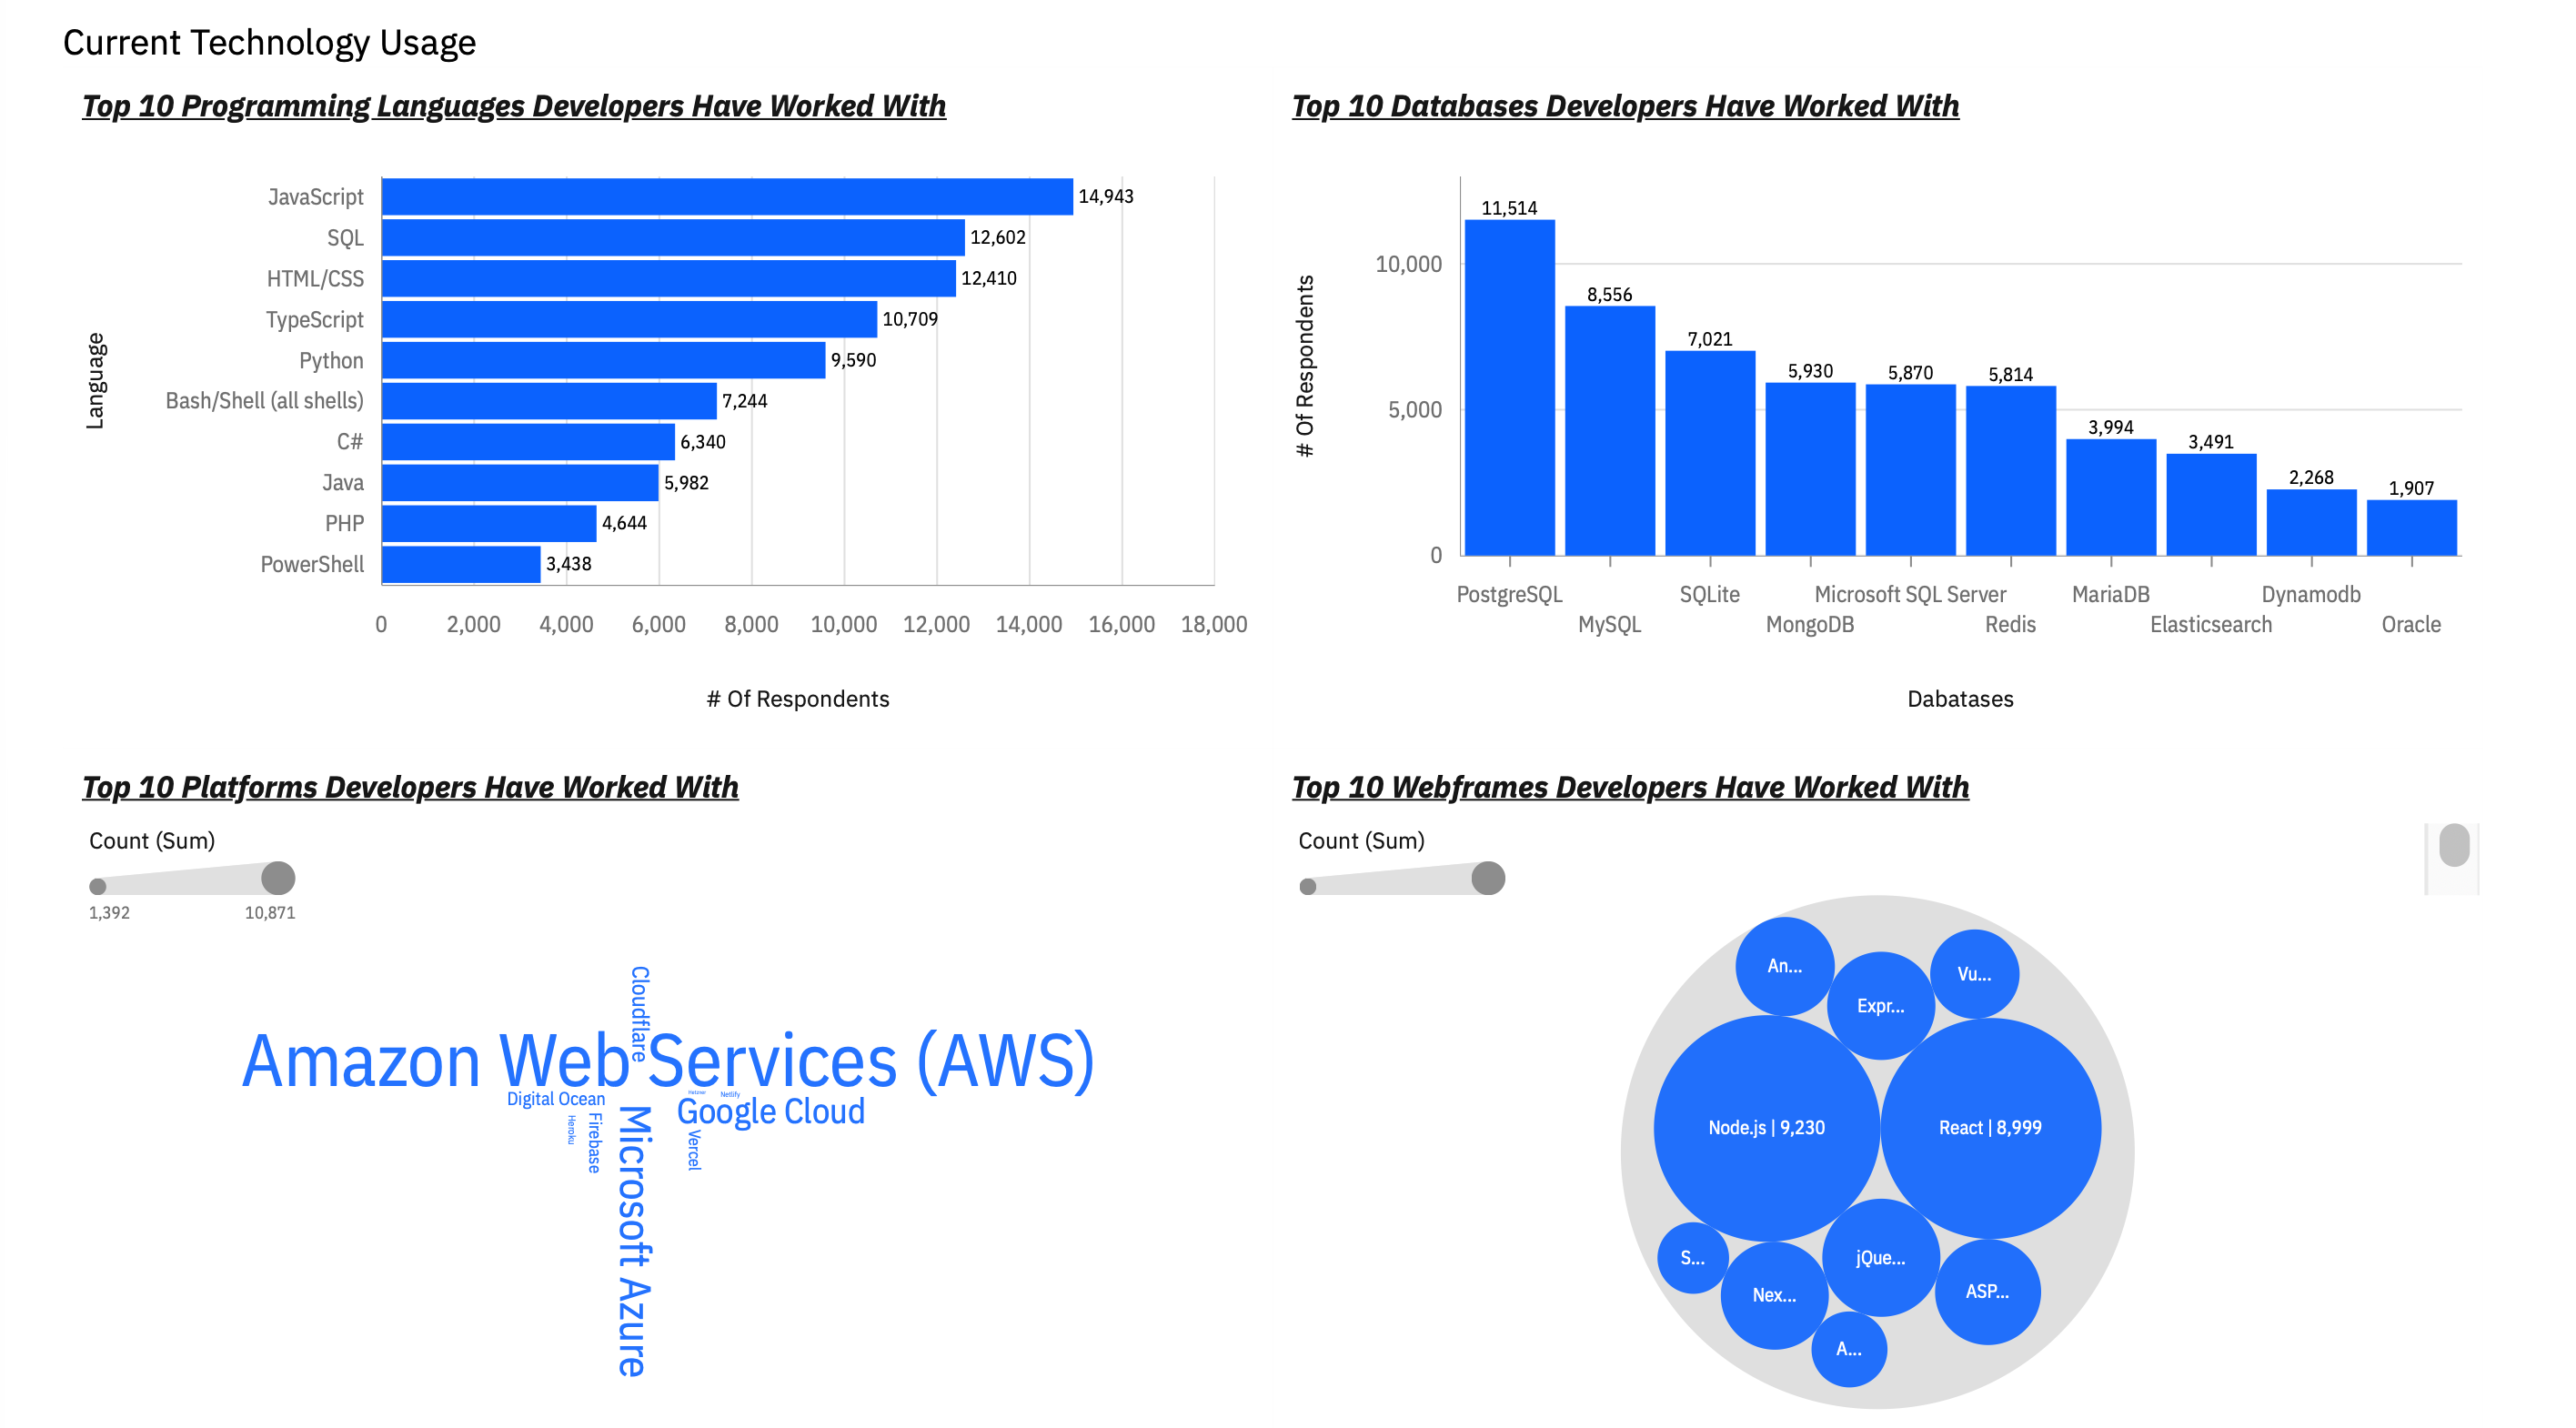 Current Technology Usage
Top 10 Programming Languages Developers Have Worked With
Language
JavaScript 14,943
SQL 12,602
HTML/CSS 12,410
TypeScript 10,709
Python 9,590
Bash/Shell (all shells) 7,244
C# 6,340
Java 5,982
PHP 4,644
PowerShell 3,438
0 2,000 4,000 6,000 8,000 10,000 12,000 14,000 16,000 18,000
# Of Respondents
Top 10 Databases Developers Have Worked With
# Of Respondents
10,000
5,000
0
11,514
8,556
7,021
5,930
5,870
5,814
3,994
3,491
2,268
1,907
PostgreSQL
MySQL
SQLite
MongoDB
Microsoft SQL Server
Redis
MariaDB
Elasticsearch
Dynamodb
Oracle
Dabatases
Top 10 Platforms Developers Have Worked With
Count (Sum)
1,392 10,871
Cloudflare
Amazon Web Services (AWS)
Digital Ocean
Netlify
Google Cloud
Heroku
Firebase
Microsoft Azure
Vercel
Top 10 Webframes Developers Have Worked With
Count (Sum)
An...
Vu...
Expr...
Node.js | 9,230
React | 8,999
S...
jQue...
Nex...
ASP...
A...